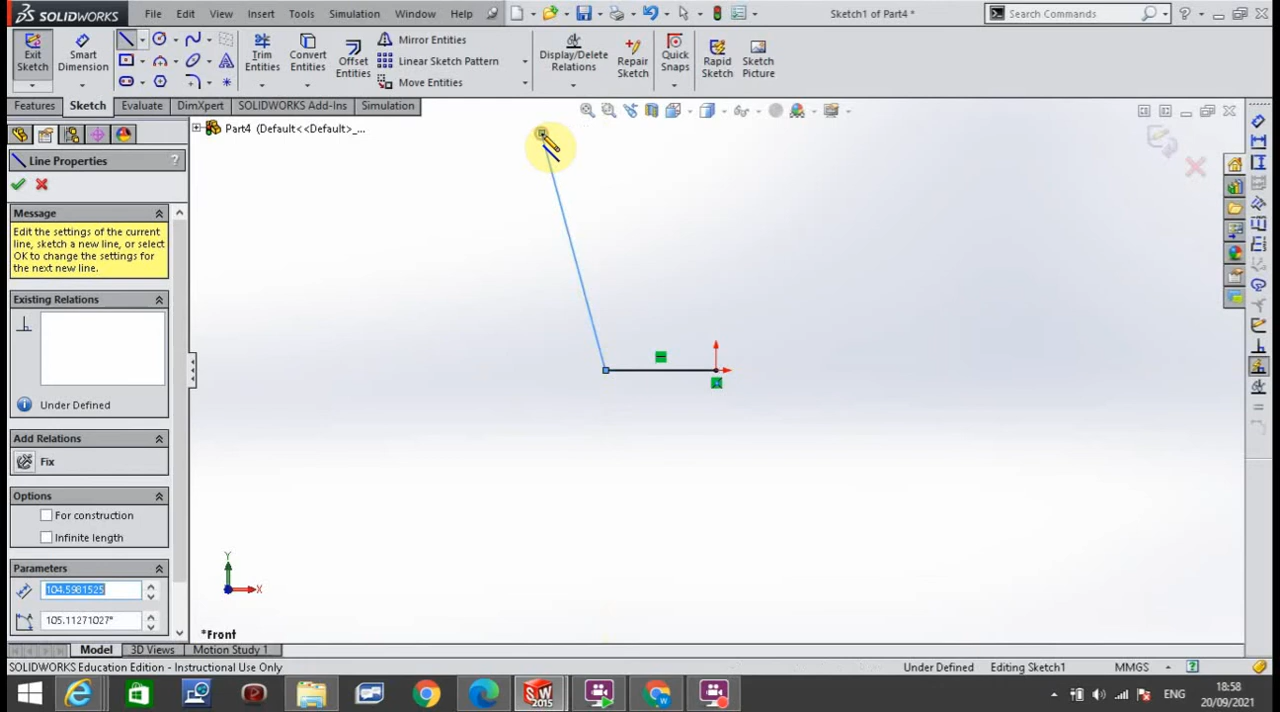 SOLIDWORKS File Edit View Insert Tools Simulation Window Help Sketch1 of Part4 * Search Commands ?
Exit Sketch
Smart Dimension
Trim Entities
Convert Entities
Offset Entities
Mirror Entities
Linear Sketch Pattern
Move Entities
Display/Delete Relations
Repair Sketch
Quick Snaps
Rapid Sketch
Sketch Picture
Features Sketch Evaluate DimXpert SOLIDWORKS Add-Ins Simulation
Part4 (Default<<Default>_...
Line Properties ?
Message
Edit the settings of the current
line, sketch a new line, or select
OK to change the settings for
the next new line.
Existing Relations
Under Defined
Add Relations
Fix
Options
For construction
Infinite length
Parameters
104.5981525
105.11271027°
Y
X
*Front
Model 3D Views Motion Study 1
SOLIDWORKS Education Edition - Instructional Use Only Under Defined Editing Sketch1 MMGS ?
SW
2015
ENG
18:58
20/09/2021